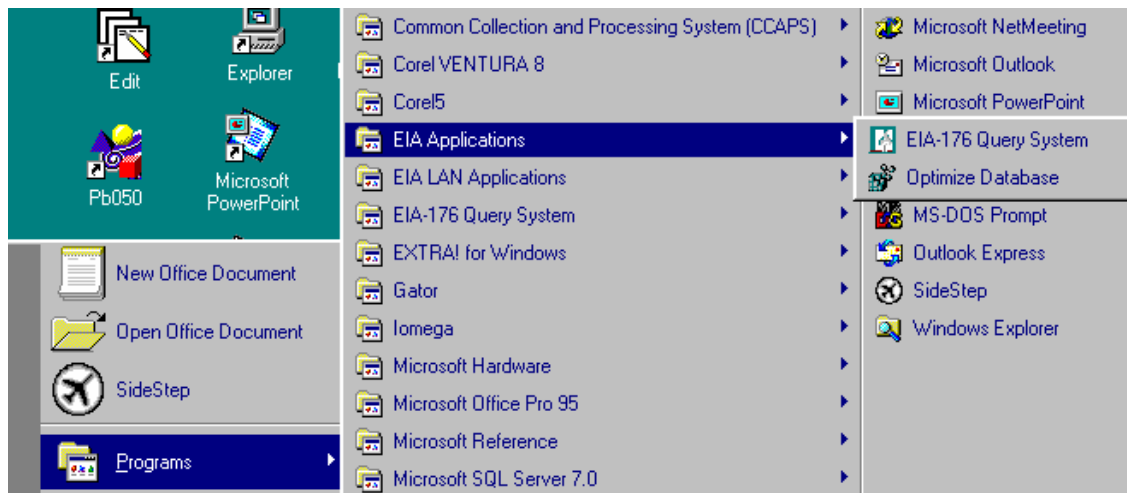 Edit
Explorer
Pb050
Microsoft
PowerPoint
New Office Document
Open Office Document
SideStep
Programs
Common Collection and Processing System (CCAPS)
Corel VENTURA 8
Corel5
EIA Applications
EIA LAN Applications
EIA-176 Query System
EXTRA! for Windows
Gator
Iomega
Microsoft Hardware
Microsoft Office Pro 95
Microsoft Reference
Microsoft SQL Server 7.0
Microsoft NetMeeting
Microsoft Outlook
Microsoft PowerPoint
EIA-176 Query System
Optimize Database
MS-DOS Prompt
Outlook Express
SideStep
Windows Explorer